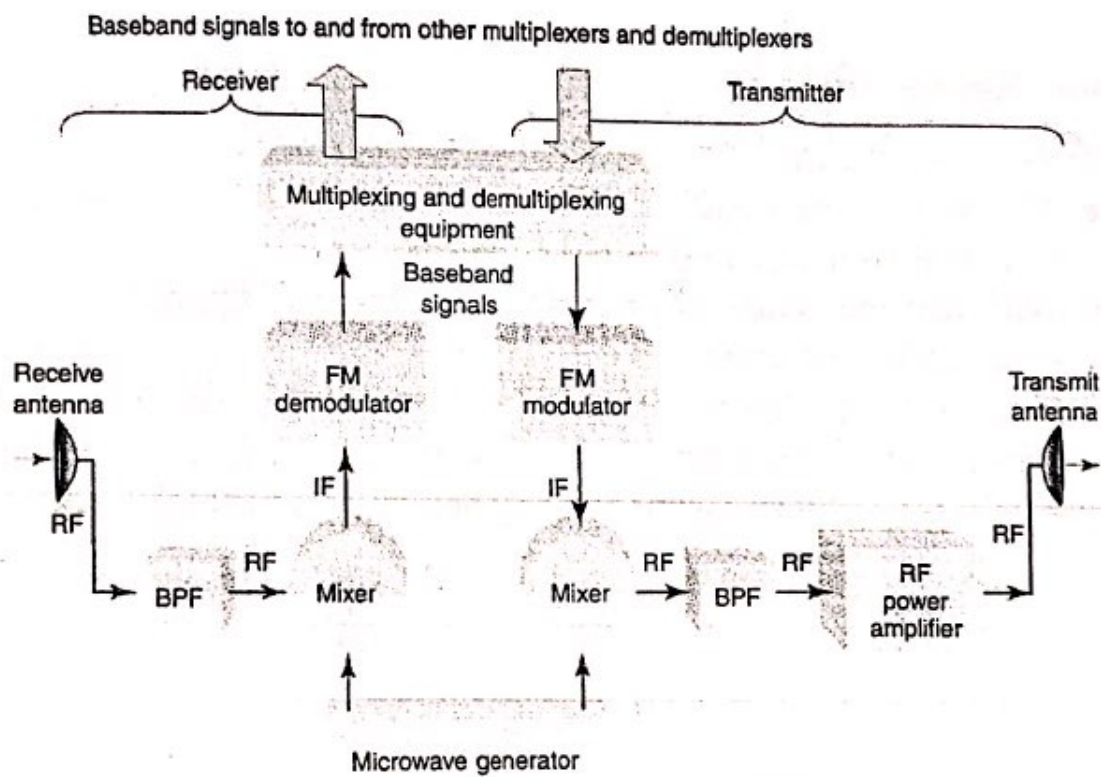 Baseband signals to and from other multiplexers and demultiplexers
Receiver
Transmitter
Multiplexing and demultiplexing
equipment
Baseband
signals
FM
demodulator
FM
modulator
Receive
antenna
Transmit
antenna
IF
IF
RF
RF
BPF
RF
Mixer
Mixer
RF
BPF
RF
RF
power
amplifier
Microwave generator